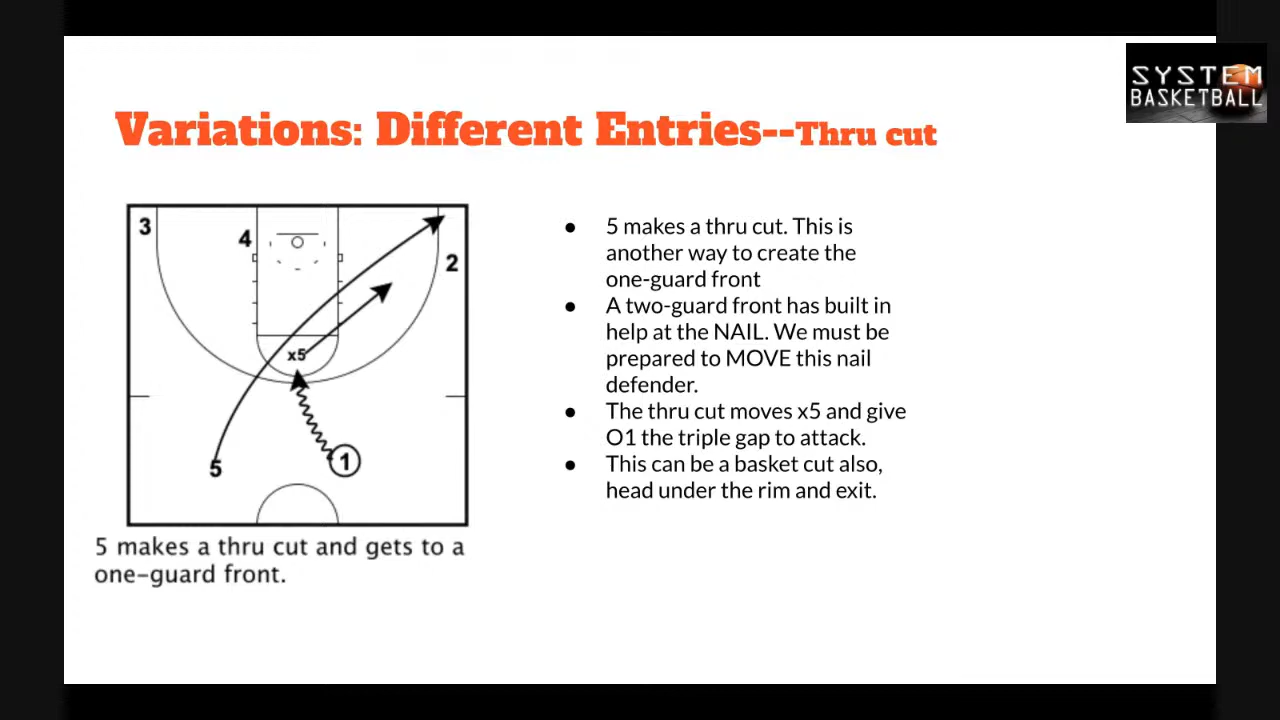 SYSTEM
BASKETBALL
Variations: Different Entries--Thru cut
3
4
2
x5
5
1
5 makes a thru cut and gets to a
one-guard front.
● 5 makes a thru cut. This is
another way to create the
one-guard front
● A two-guard front has built in
help at the NAIL. We must be
prepared to MOVE this nail
defender.
● The thru cut moves x5 and give
O1 the triple gap to attack.
● This can be a basket cut also,
head under the rim and exit.